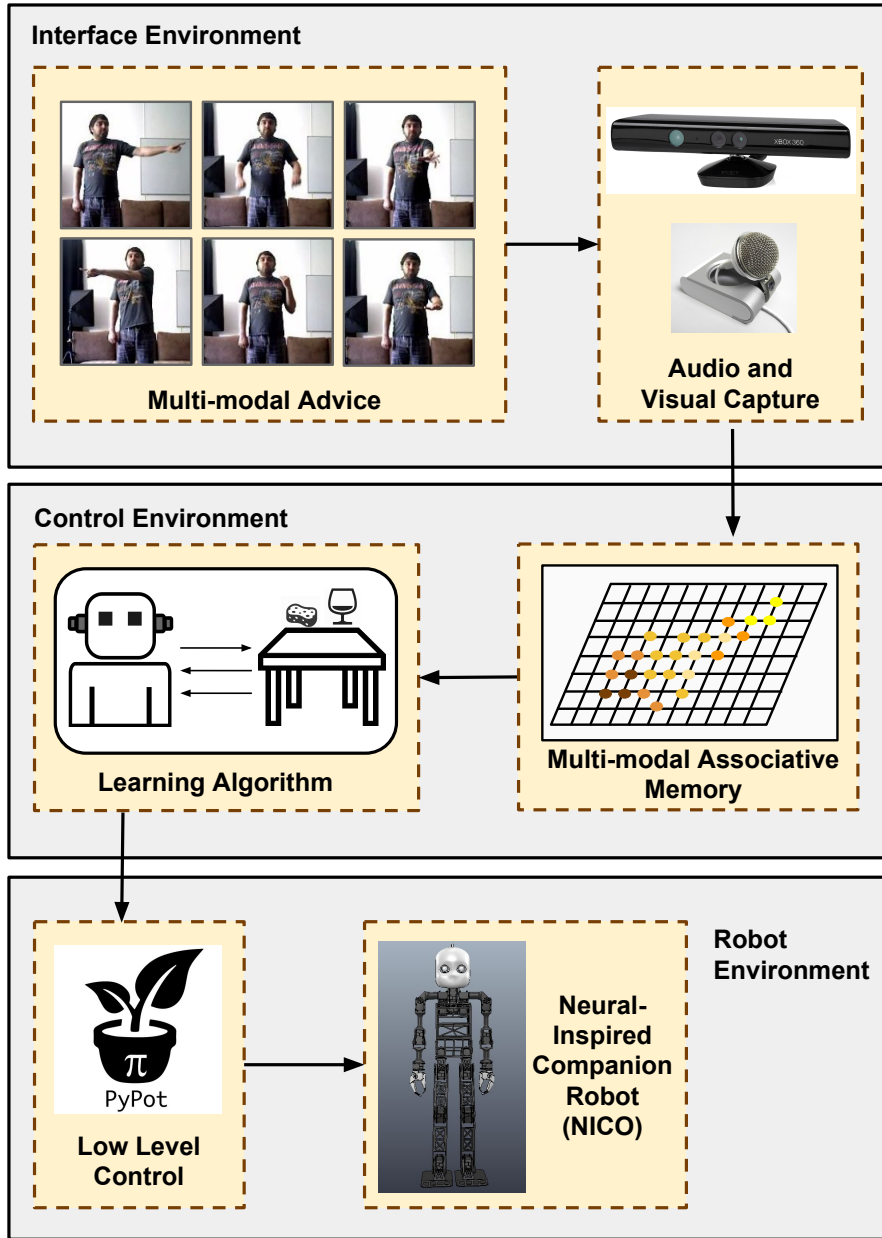 Interface Environment
XBOX 360
Multi-modal Advice
Audio and
Visual Capture
Control Environment
Learning Algorithm
Multi-modal Associative
Memory
Robot
Environment
π
PyPot
Low Level
Control
Neural-
Inspired
Companion
Robot
(NICO)